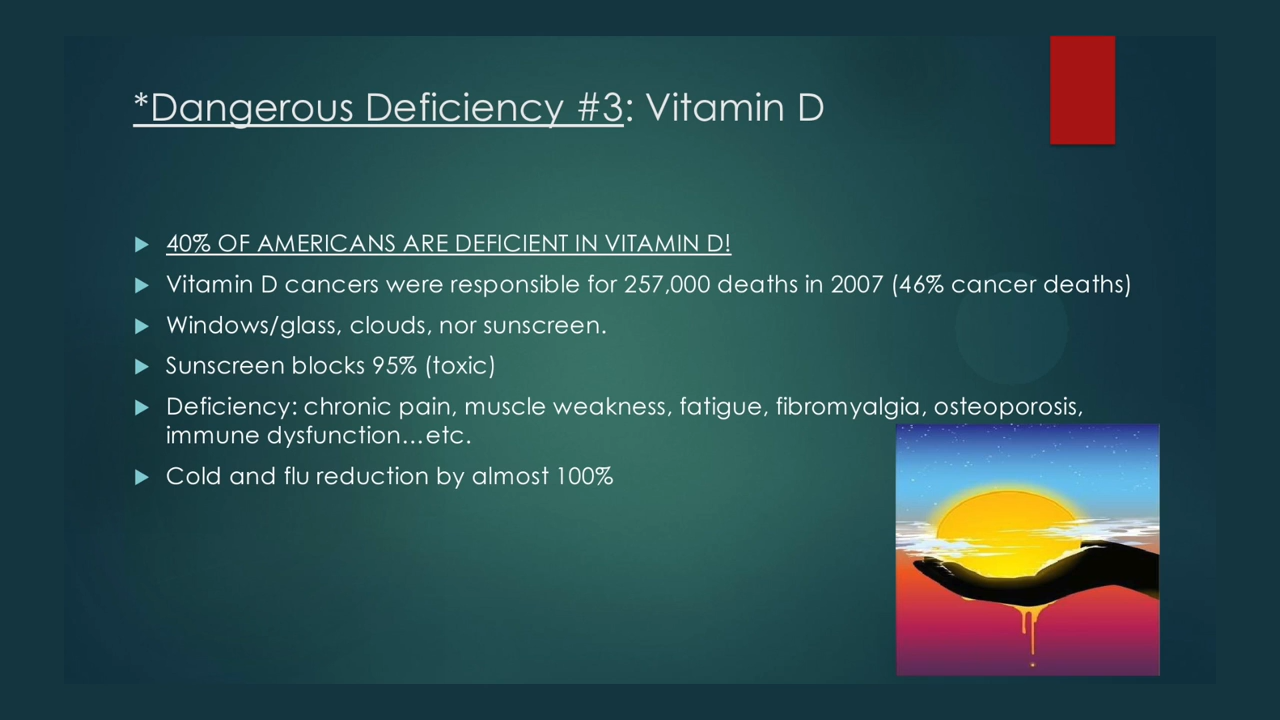 *Dangerous Deficiency #3: Vitamin D
40% OF AMERICANS ARE DEFICIENT IN VITAMIN D!
Vitamin D cancers were responsible for 257,000 deaths in 2007 (46% cancer deaths)
Windows/glass, clouds, nor sunscreen.
Sunscreen blocks 95% (toxic)
Deficiency: chronic pain, muscle weakness, fatigue, fibromyalgia, osteoporosis,
immune dysfunction…etc.
Cold and flu reduction by almost 100%